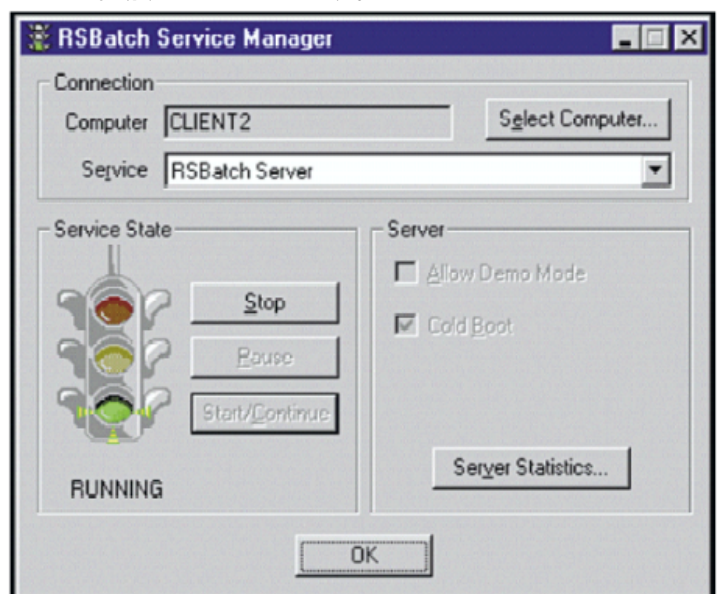 RSBatch Service Manager
Connection
Computer CLIENT2 Select Computer...
Service RSBatch Server
Service State
Server
Stop
Allow Demo Mode
Pause
Cold Boot
Start/Continue
RUNNING
Server Statistics...
OK